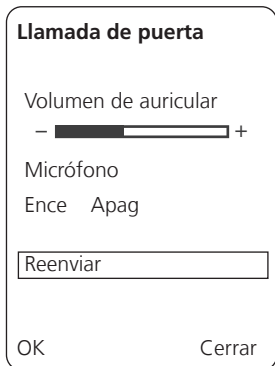 Llamada de puerta
Volumen de auricular
– +
Micrófono
Ence Apag
Reenviar
OK Cerrar